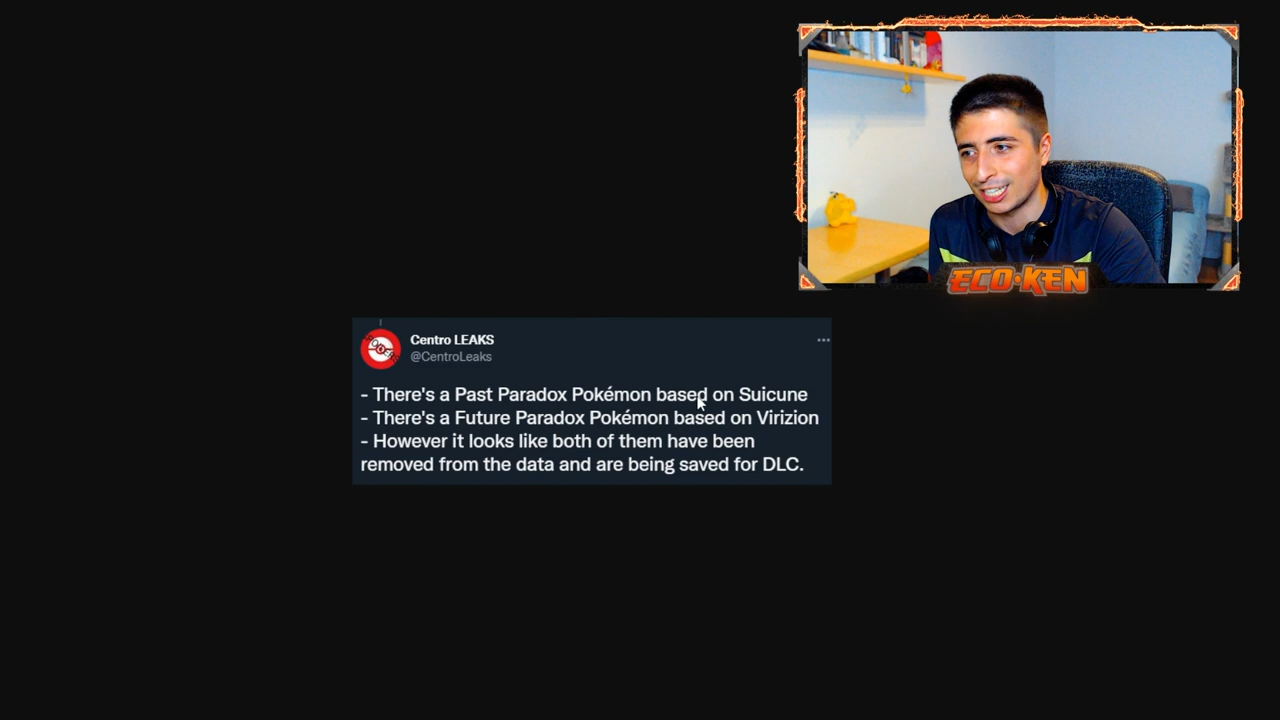 ECO•KEN
Centro LEAKS
@CentroLeaks
- There's a Past Paradox Pokémon based on Suicune
- There's a Future Paradox Pokémon based on Virizion
- However it looks like both of them have been
removed from the data and are being saved for DLC.